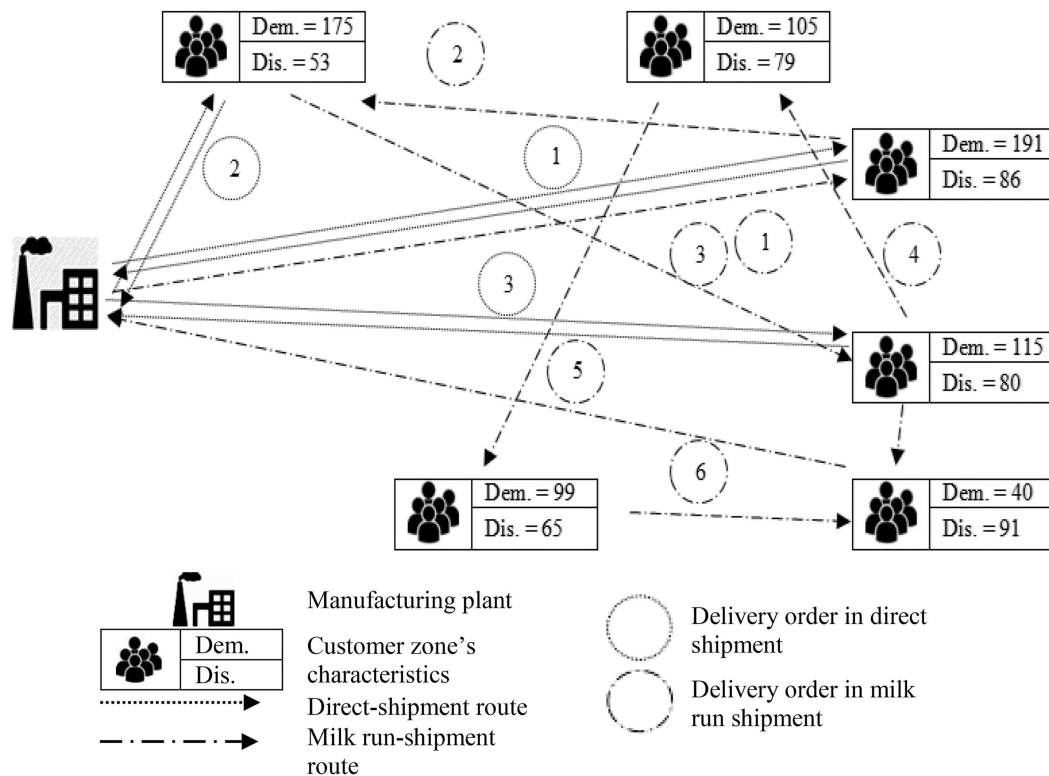 Dem. = 175
Dis. = 53
2
Dem. = 105
Dis. = 79
1
2
Dem. = 191
Dis. = 86
3
1
4
3
Dem. = 115
Dis. = 80
5
6
Dem. = 99
Dis. = 65
Dem. = 40
Dis. = 91
Manufacturing plant
Dem.
Dis.
Customer zone's
characteristics
Direct-shipment route
Milk run-shipment
route
Delivery order in direct
shipment
Delivery order in milk
run shipment